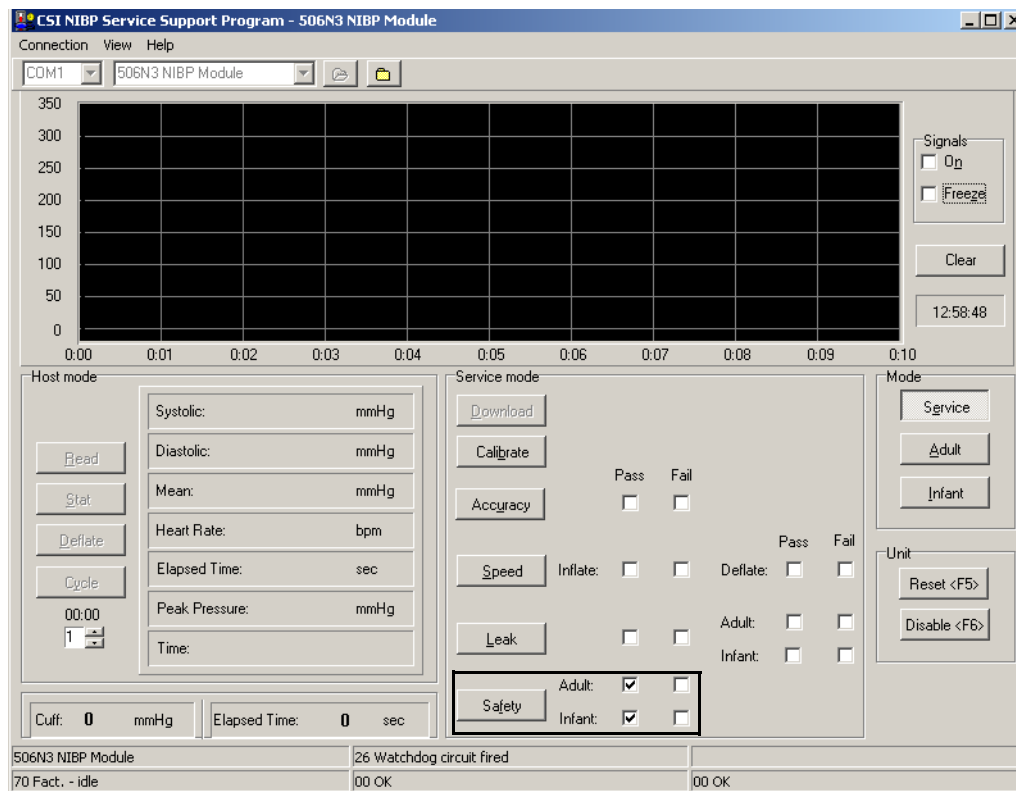 CSI NIBP Service Support Program - 506N3 NIBP Module
Connection View Help
COM1 506N3 NIBP Module
350
300
250
200
150
100
50
0
0:00 0:01 0:02 0:03 0:04 0:05 0:06 0:07 0:08 0:09 0:10
Signals
On
Freeze
Clear
12:58:48
Host mode
Read
Stat
Deflate
Cycle
00:00
1
Systolic: mmHg
Diastolic: mmHg
Mean: mmHg
Heart Rate: bpm
Elapsed Time: sec
Peak Pressure: mmHg
Time:
Cuff: 0 mmHg
Elapsed Time: 0 sec
Service mode
Download
Calibrate
Pass Fail
Accuracy
Pass Fail
Speed Inflate: Deflate:
Leak
Adult:
Infant:
Safety
Adult:
Infant:
Mode
Service
Adult
Infant
Unit
Reset <F5>
Disable <F6>
506N3 NIBP Module 26 Watchdog circuit fired
70 Fact. - idle 00 OK 00 OK